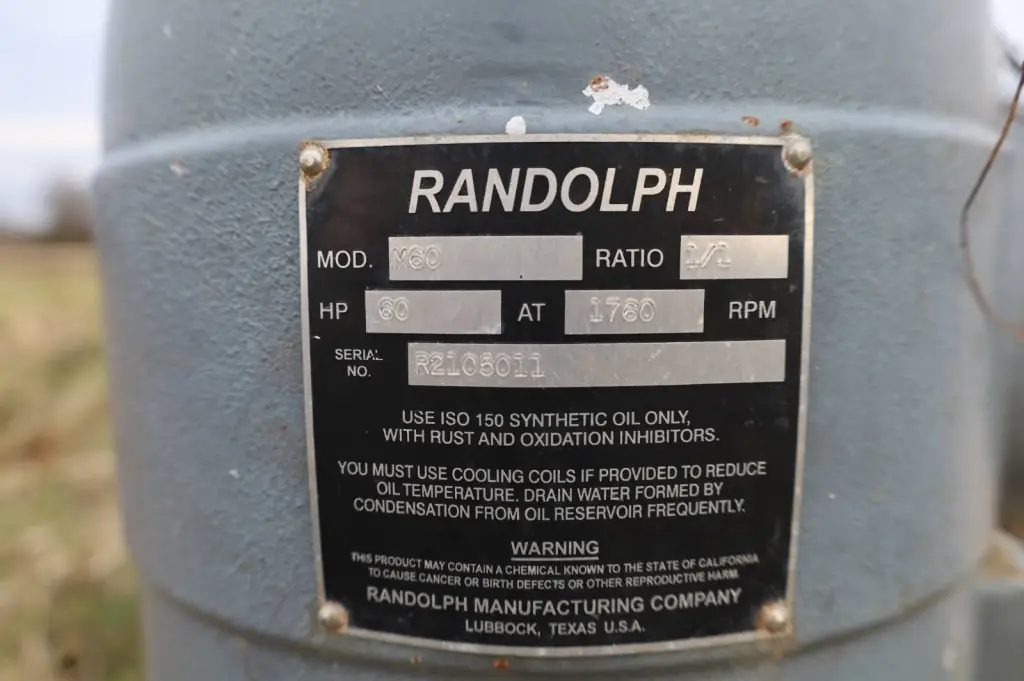 RANDOLPH
MOD. M60 RATIO 1/1
HP 60 AT 1760 RPM
SERIAL
NO. R2105011
USE ISO 150 SYNTHETIC OIL ONLY,
WITH RUST AND OXIDATION INHIBITORS.
YOU MUST USE COOLING COILS IF PROVIDED TO REDUCE
OIL TEMPERATURE. DRAIN WATER FORMED BY
CONDENSATION FROM OIL RESERVOIR FREQUENTLY.
WARNING
THIS PRODUCT MAY CONTAIN A CHEMICAL KNOWN TO THE STATE OF CALIFORNIA
TO CAUSE CANCER OR BIRTH DEFECTS OR OTHER REPRODUCTIVE HARM.
RANDOLPH MANUFACTURING COMPANY
LUBBOCK, TEXAS U.S.A.